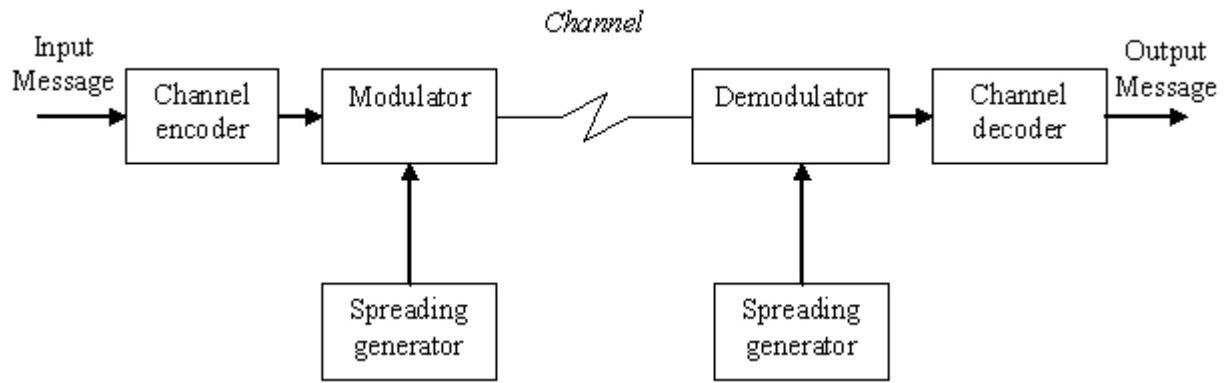 Channel
Input
Message
Channel
encoder
Modulator
Demodulator
Channel
decoder
Output
Message
Spreading
generator
Spreading
generator